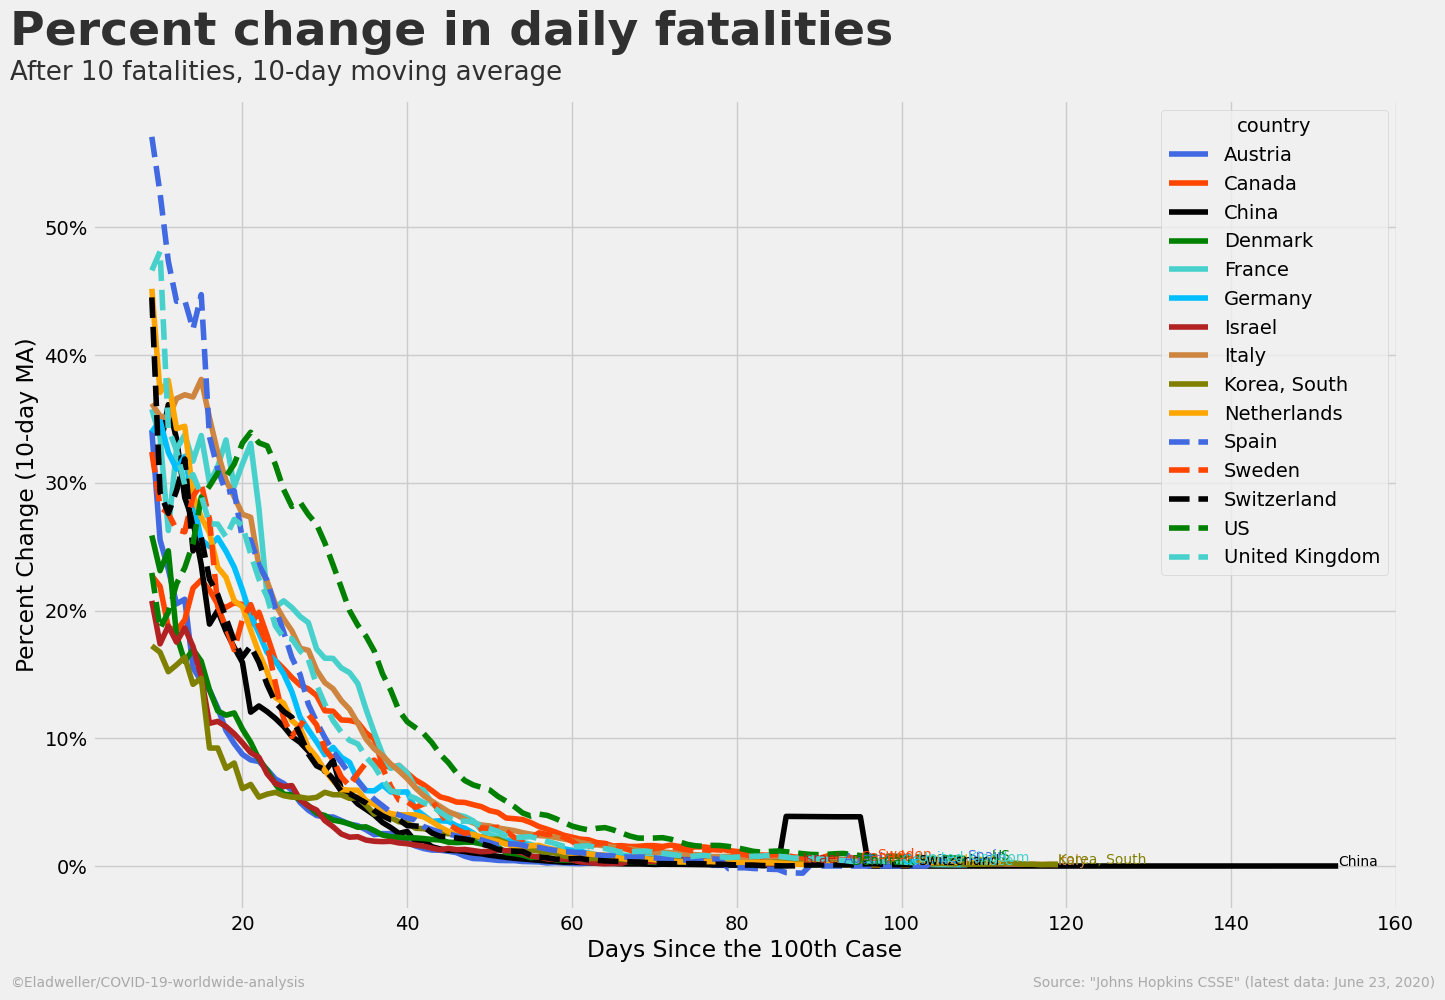 Percent change in daily fatalities
After 10 fatalities, 10-day moving average
country
Austria
Canada
China
Denmark
France
Germany
Israel
Italy
Korea, South
Netherlands
Spain
Sweden
Switzerland
US
United Kingdom
Percent Change (10-day MA)
50%
40%
30%
20%
10%
0%
Sweden
US
Switzerland
Korea, South
China
20
40
60
80
100
120
140
160
Days Since the 100th Case
©Eladweller/COVID-19-worldwide-analysis
Source: "Johns Hopkins CSSE" (latest data: June 23, 2020)